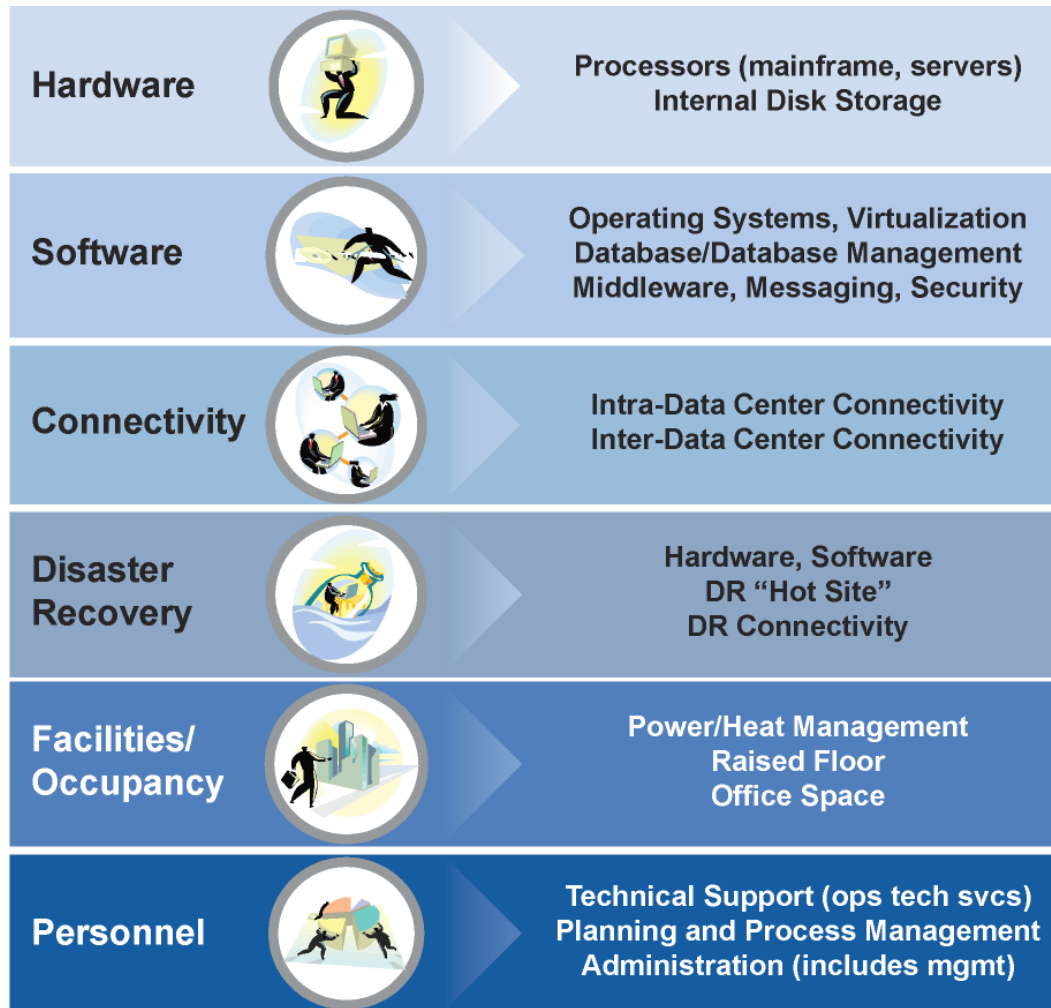 Hardware
Processors (mainframe, servers)
Internal Disk Storage
Software
Operating Systems, Virtualization
Database/Database Management
Middleware, Messaging, Security
Connectivity
Intra-Data Center Connectivity
Inter-Data Center Connectivity
Disaster
Recovery
Hardware, Software
DR “Hot Site”
DR Connectivity
Facilities/
Occupancy
Power/Heat Management
Raised Floor
Office Space
Personnel
Technical Support (ops tech svcs)
Planning and Process Management
Administration (includes mgmt)